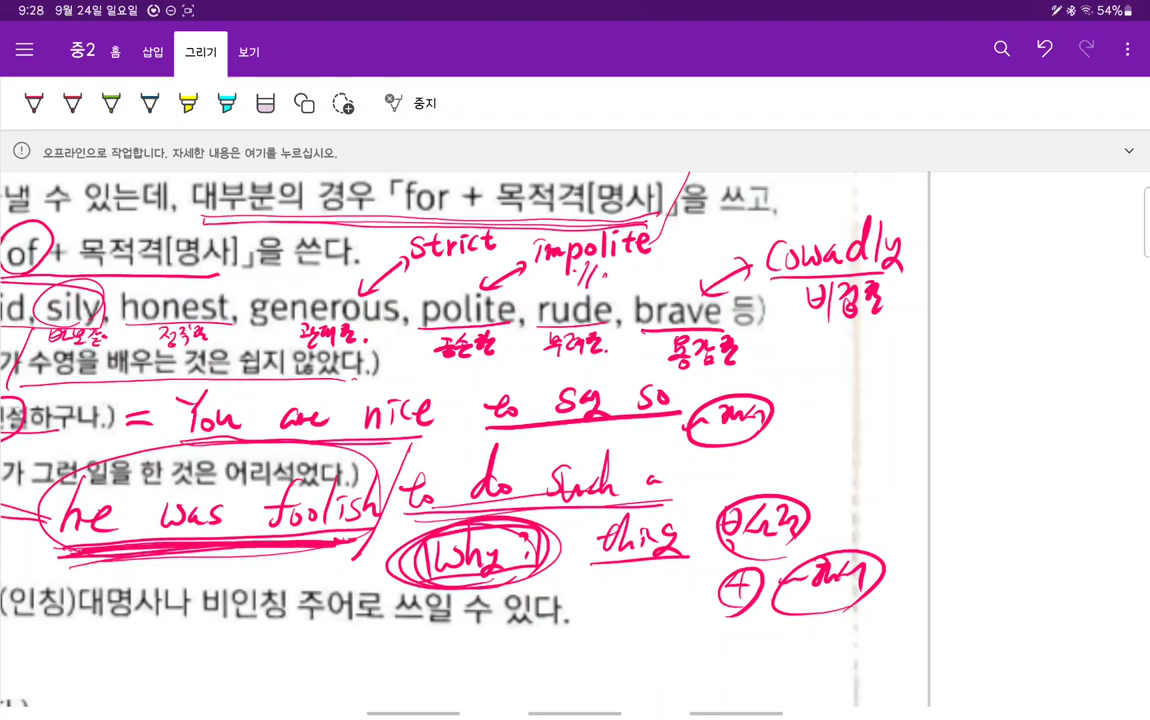 9:28 9월 24일 일요일 54%
중2 홈 삽입 그리기 보기
중지
오프라인으로 작업합니다. 자세한 내용은 여기를 누르십시오.
낼 수 있는데, 대부분의 경우 「for + 목적격[명사]」을 쓰고,
of + 목적격[명사]」을 쓴다. strict impolite cowadly
비겁한
id, sily, honest, generous, polite, rude, brave 등)
정직한 관대한. 공손한 무례한. 용감한
가 수영을 배우는 것은 쉽지 않았다.)
친절하구나.) = You are nice to say so
가 그런 일을 한 것은 어리석었다.)
he was foolish to do such a
Why? thing
(인칭)대명사나 비인칭 주어로 쓰일 수 있다.